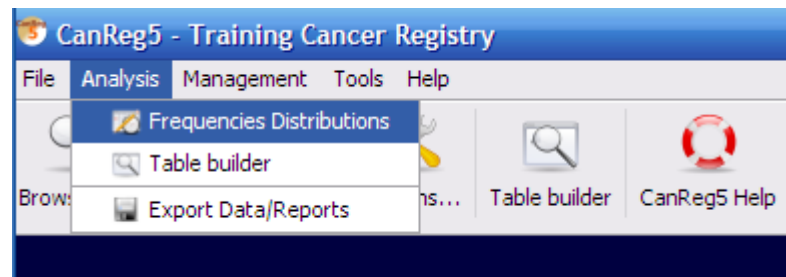 CanReg5 - Training Cancer Registry
File Analysis Management Tools Help
Frequencies Distributions
Table builder
Export Data/Reports
Table builder CanReg5 Help